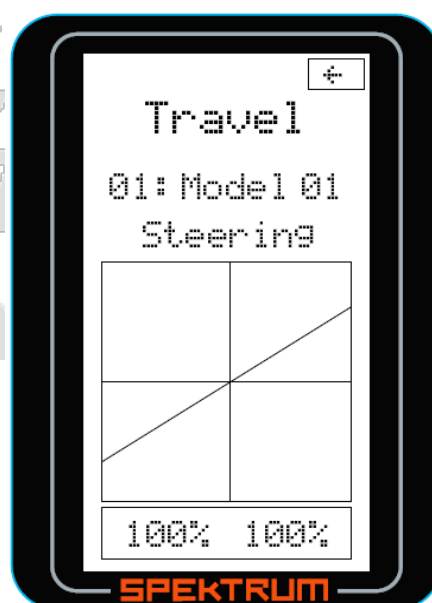 ←
Travel
01: Model 01
Steering
100% 100%
SPEKTRUM